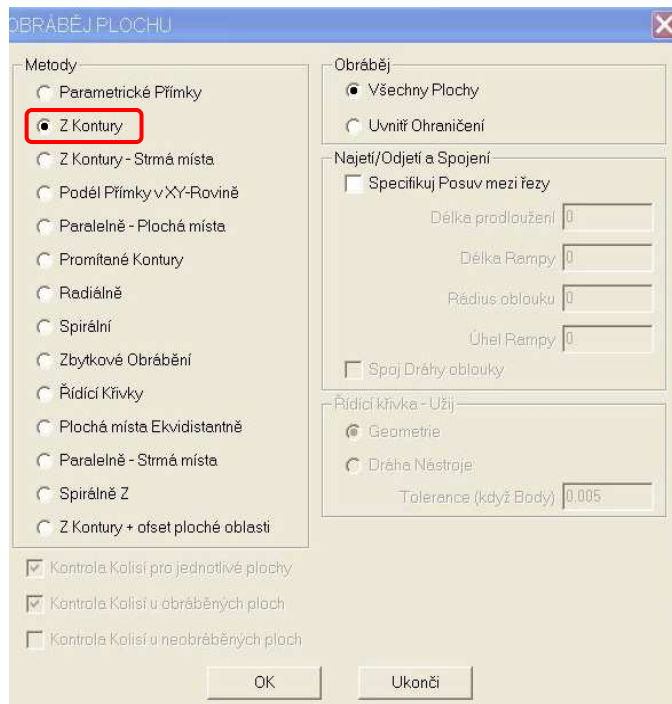 OBRÁBĚJ PLOCHU
Metody
Parametrické Přímky
Z Kontury
Z Kontury - Strmá místa
Podél Přímky v XY-Rovině
Paralelně - Plochá místa
Promítané Kontury
Radiálně
Spirální
Zbytkové Obrábění
Řídící Křivky
Plochá místa Ekvidistantně
Paralelně - Strmá místa
Spirálně Z
Z Kontury + ofset ploché oblasti
Kontrola Kolisí pro jednotlivé plochy
Kontrola Kolisí u obráběných ploch
Kontrola Kolisí u neobráběných ploch
Obráběj
Všechny Plochy
Uvnitř Ohraničení
Najetí/Odjetí a Spojení
Specifikuj Posuv mezi řezy
Délka prodloužení 0
Délka Rampy 0
Rádius oblouku 0
Úhel Rampy 0
Spoj Dráhy oblouky
Řídící křivka - Užij
Geometrie
Dráha Nástroje
Tolerance (když Body) 0.005
OK Ukonči